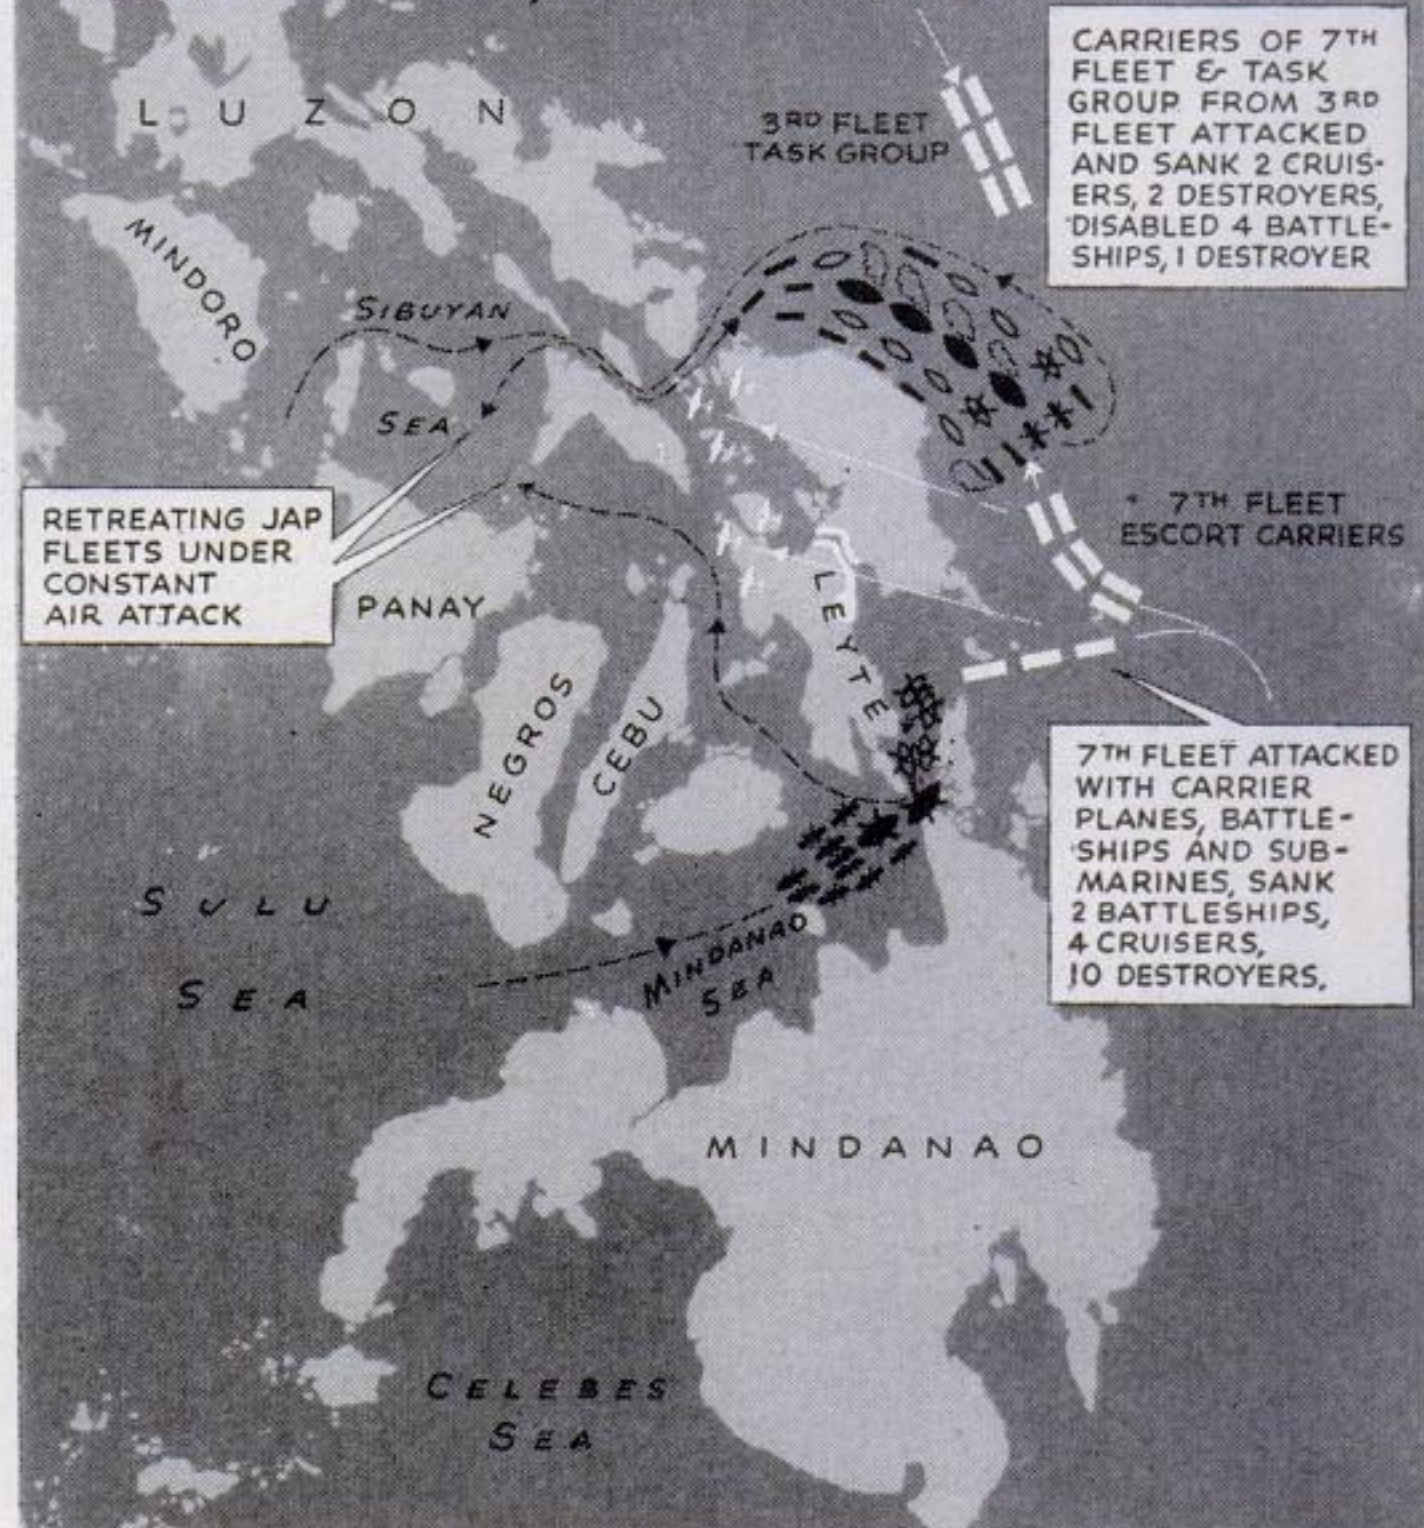 CARRIERS OF 7TH
FLEET & TASK
GROUP FROM 3RD
FLEET ATTACKED
AND SANK 2 CRUIS-
ERS, 2 DESTROYERS,
DISABLED 4 BATTLE-
SHIPS, 1 DESTROYER
LUZON
3RD FLEET
TASK GROUP
MINDORO
SIBUYAN
SEA
RETREATING JAP
FLEETS UNDER
CONSTANT
AIR ATTACK
7TH FLEET
ESCORT CARRIERS
PANAY
LEYTE
NEGROS
CEBU
7TH FLEET ATTACKED
WITH CARRIER
PLANES, BATTLE-
SHIPS AND SUB-
MARINES, SANK
2 BATTLESHIPS,
4 CRUISERS,
10 DESTROYERS,
SULU
SEA
MINDANAO
SEA
MINDANAO
CELEBES
SEA